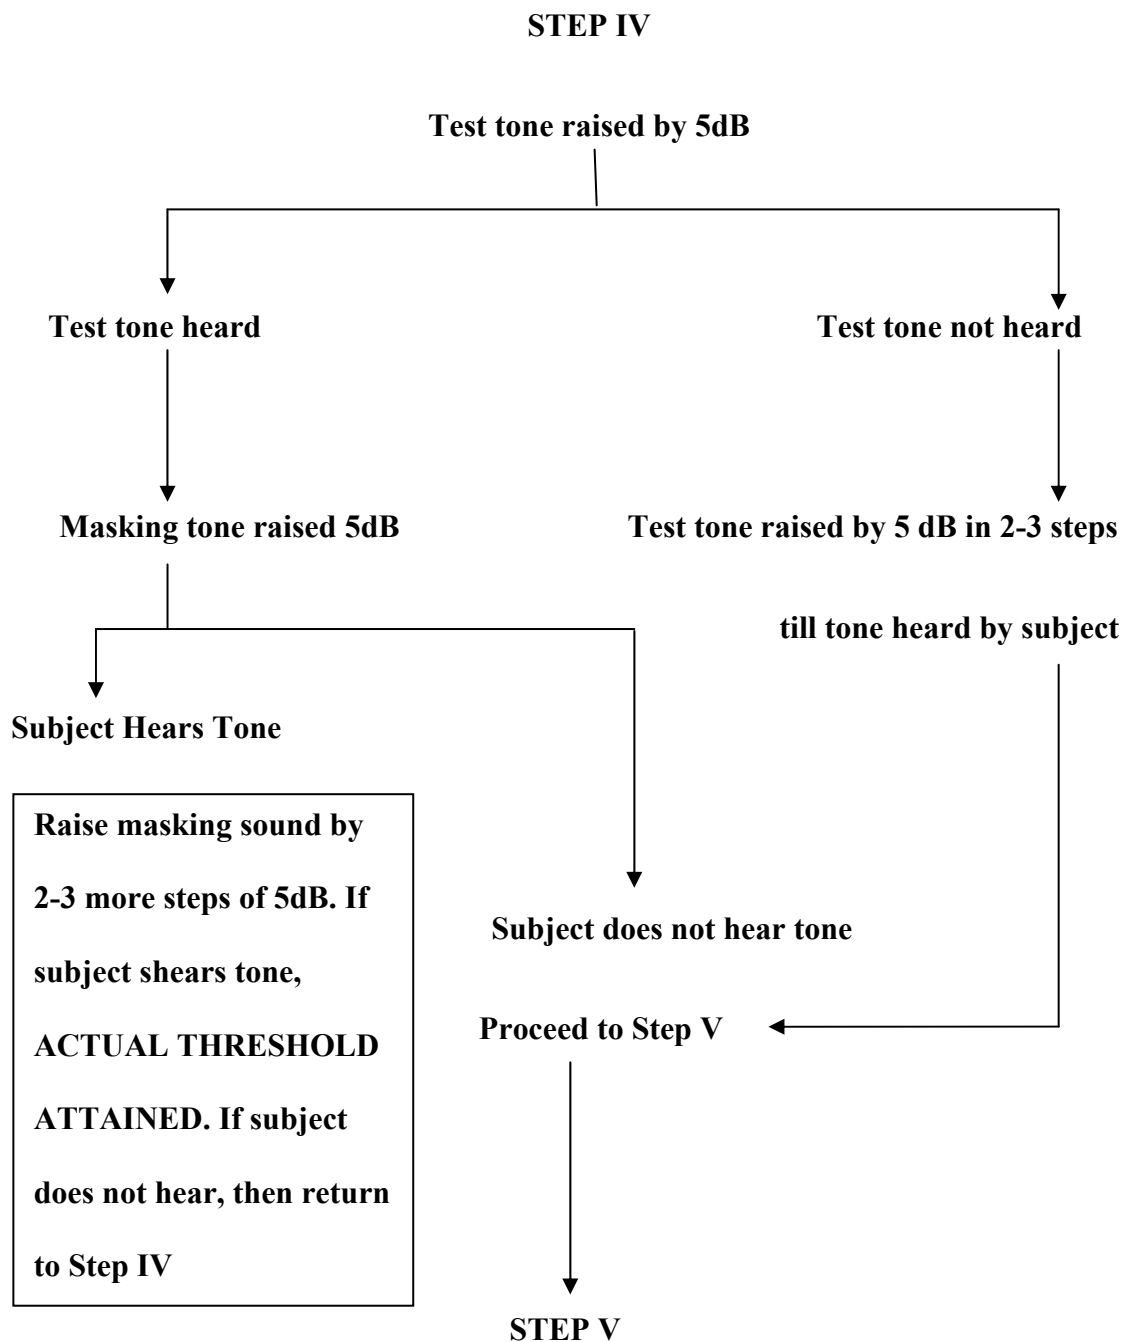 STEP IV
Test tone raised by 5dB
Test tone heard
Test tone not heard
Masking tone raised 5dB
Test tone raised by 5 dB in 2-3 steps
till tone heard by subject
Subject Hears Tone
Raise masking sound by
2-3 more steps of 5dB. If
subject shears tone,
ACTUAL THRESHOLD
ATTAINED. If subject
does not hear, then return
to Step IV
Subject does not hear tone
Proceed to Step V
STEP V